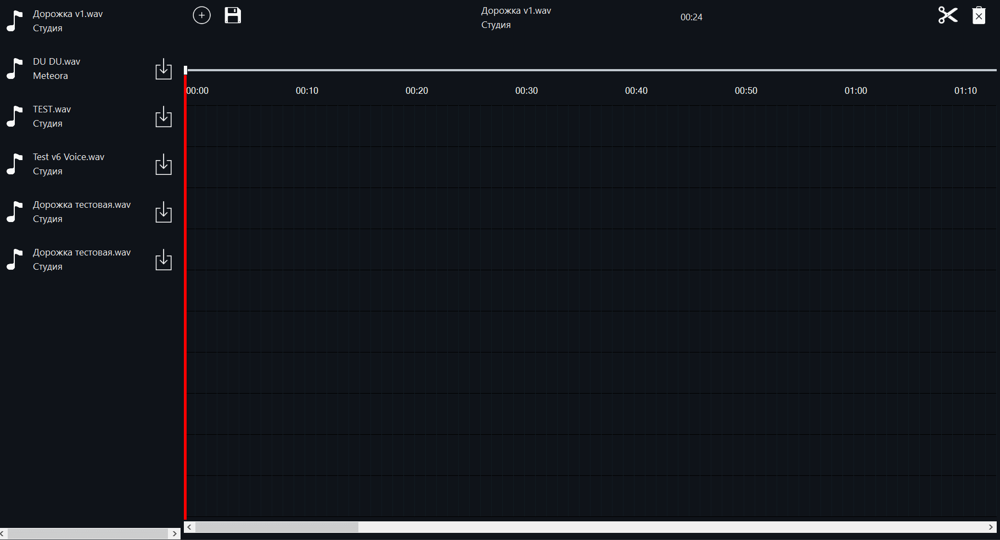 Дорожка v1.wav
Студия
DU DU.wav
Meteora
TEST.wav
Студия
Test v6 Voice.wav
Студия
Дорожка тестовая.wav
Студия
Дорожка тестовая.wav
Студия
Дорожка v1.wav
Студия
00:24
00:00 00:10 00:20 00:30 00:40 00:50 01:00 01:10